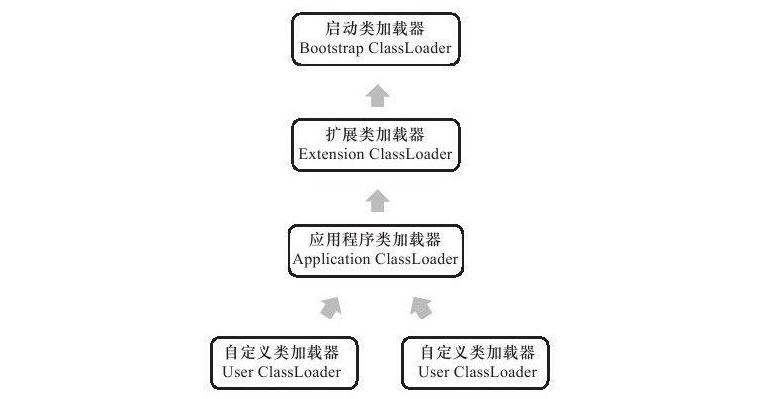 启动类加载器
Bootstrap ClassLoader
扩展类加载器
Extension ClassLoader
应用程序类加载器
Application ClassLoader
自定义类加载器
User ClassLoader
自定义类加载器
User ClassLoader